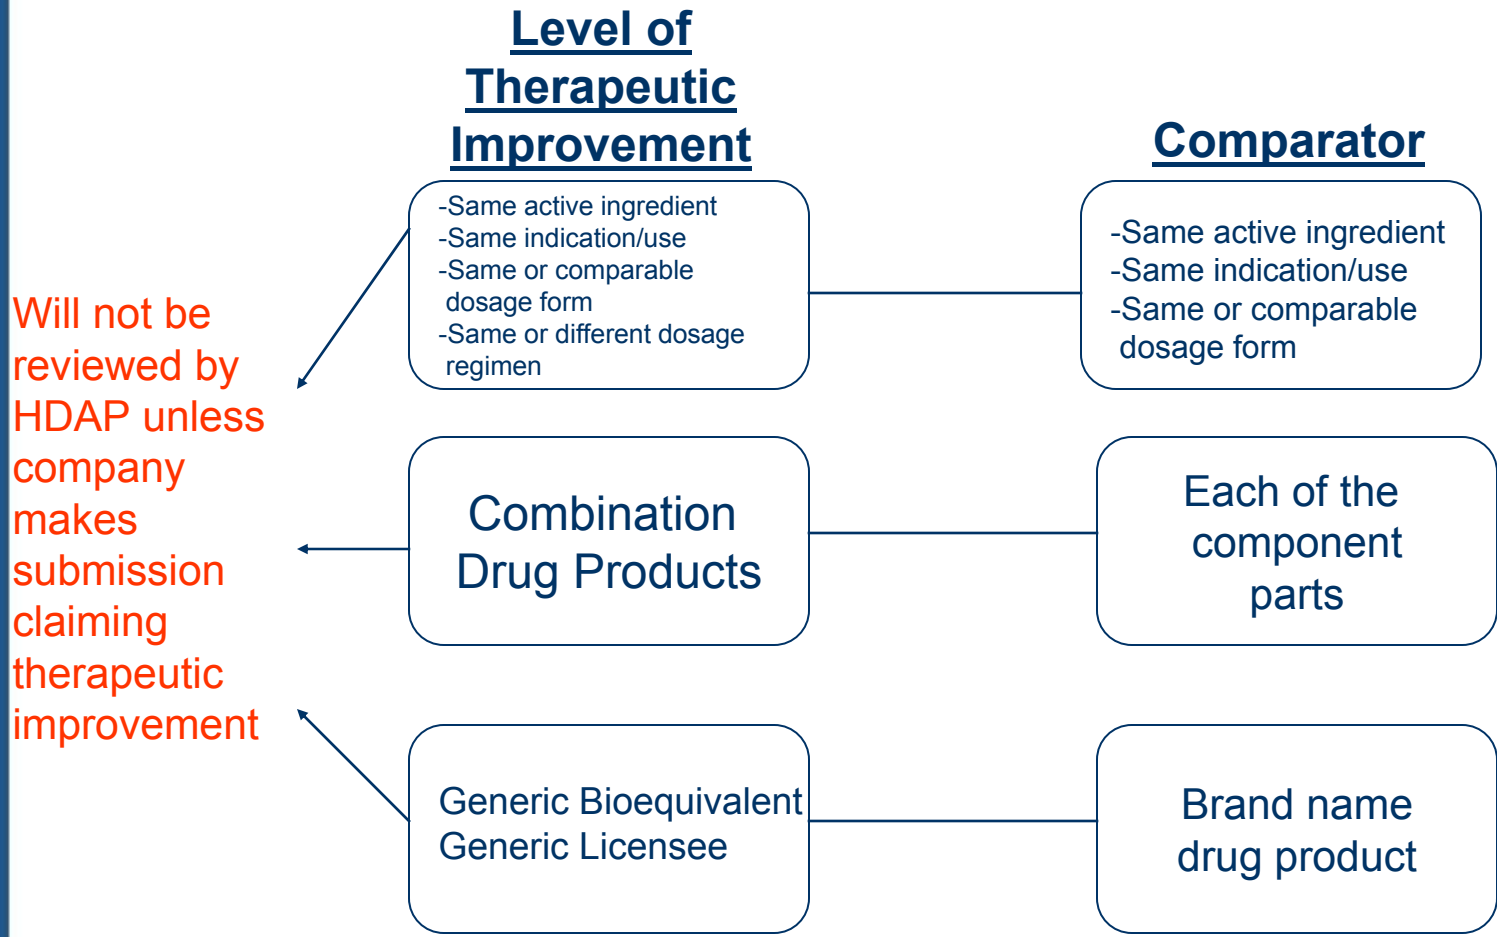 Level of
Therapeutic
Improvement
Comparator
-Same active ingredient
-Same indication/use
-Same or comparable
dosage form
-Same or different dosage
regimen
-Same active ingredient
-Same indication/use
-Same or comparable
dosage form
Will not be
reviewed by
HDAP unless
company
makes
submission
claiming
therapeutic
improvement
Combination
Drug Products
Each of the
component
parts
Generic Bioequivalent
Generic Licensee
Brand name
drug product